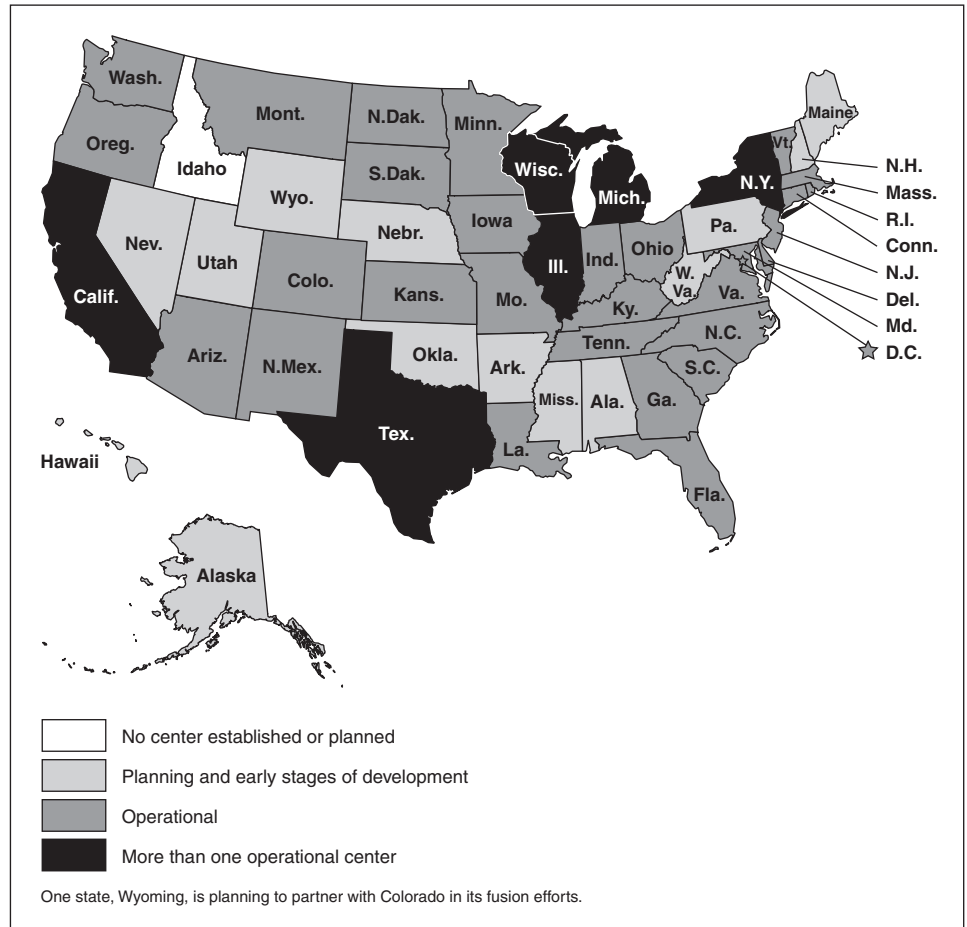 Wash.
Oreg.
Idaho
Mont.
N.Dak.
Minn.
S.Dak.
Wyo.
Wisc.
Mich.
N.Y.
Vt.
Maine
N.H.
Mass.
R.I.
Conn.
N.J.
Del.
Md.
D.C.
Calif.
Nev.
Utah
Colo.
Nebr.
Iowa
Ill.
Ind.
Ohio
Pa.
W.
Va.
Va.
Kans.
Mo.
Ky.
Ariz.
N.Mex.
Okla.
Ark.
Tenn.
N.C.
S.C.
Tex.
La.
Miss.
Ala.
Ga.
Fla.
Hawaii
Alaska
No center established or planned
Planning and early stages of development
Operational
More than one operational center
One state, Wyoming, is planning to partner with Colorado in its fusion efforts.